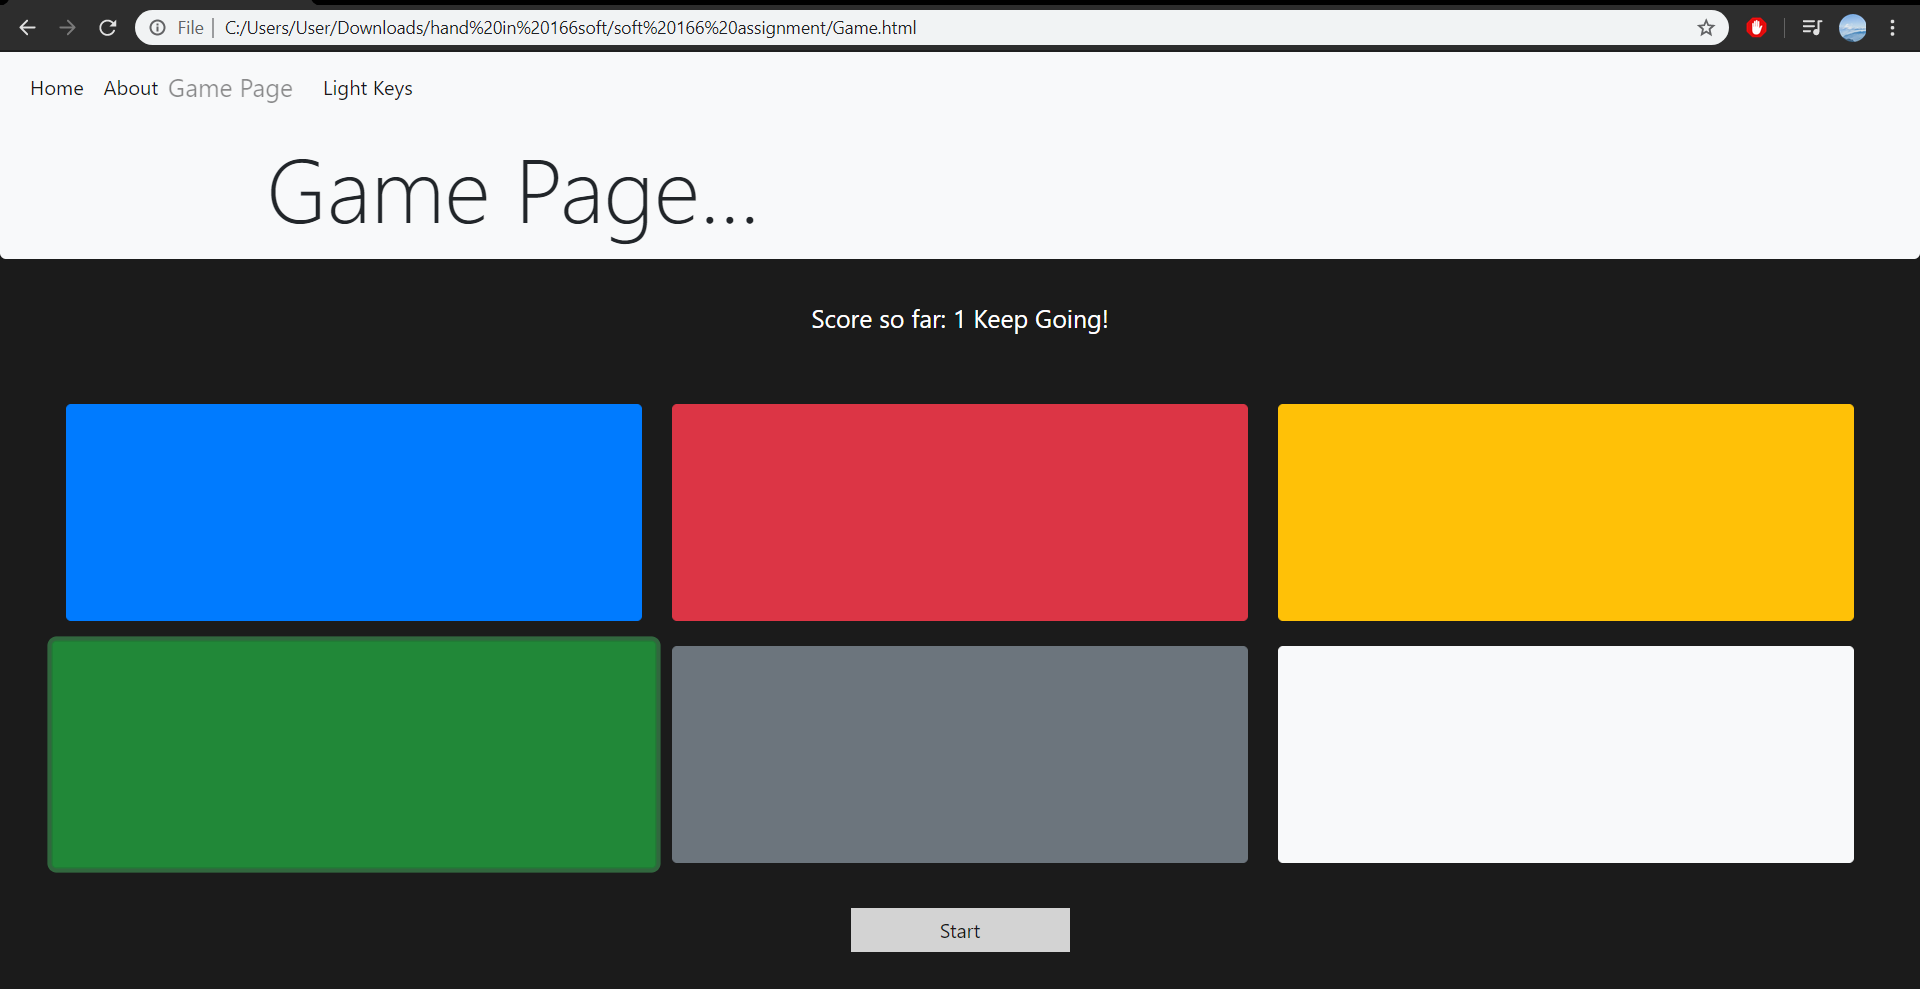 File | C:/Users/User/Downloads/hand%20in%20166soft/soft%20166%20assignment/Game.html
Home About Game Page Light Keys
Game Page...
Score so far: 1 Keep Going!
Start